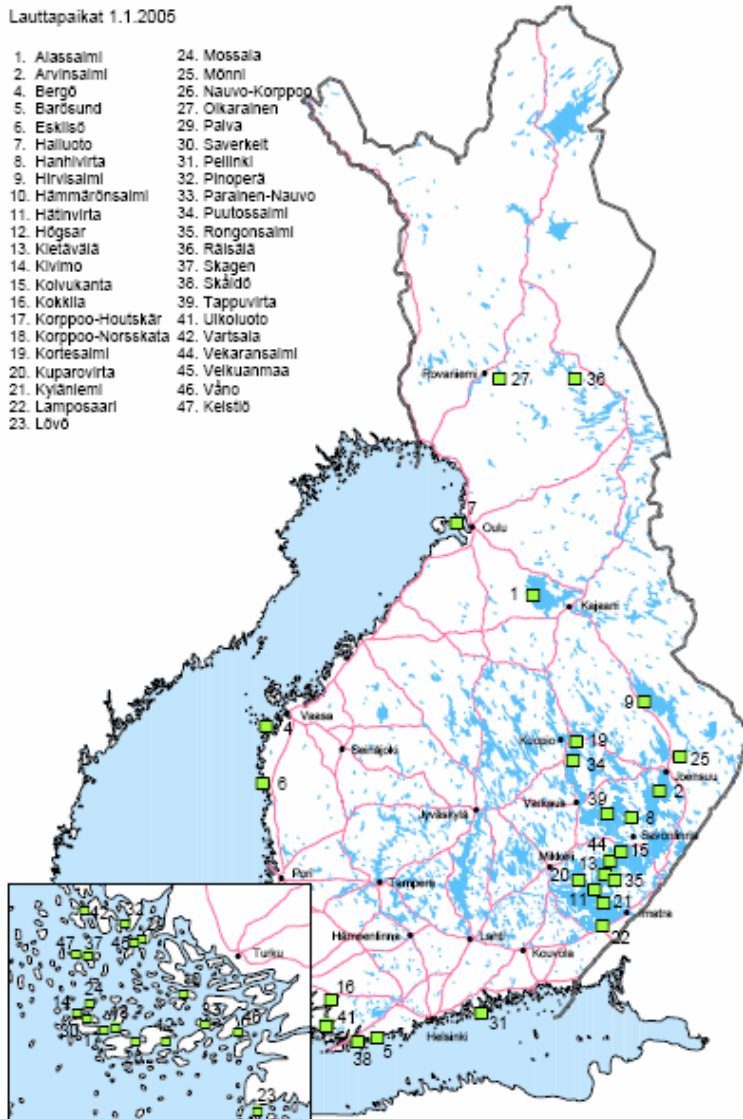 Lauttapaikat 1.1.2005
1. Alassalmi
2. Arvinsalmi
4. Bergö
5. Barösund
6. Eskilsö
7. Hailuoto
8. Hanhivirta
9. Hirvisalmi
10. Hämmärönsalmi
11. Hätinvirta
12. Högsar
13. Kietävälä
14. Kivimo
15. Koivukanta
16. Kokkila
17. Korppoo-Houtskär
18. Korppoo-Norsskata
19. Kortesalmi
20. Kuparovirta
21. Kyläniemi
22. Lamposaari
23. Lövö
24. Mossala
25. Mönni
26. Nauvo-Korppoo
27. Oikarainen
29. Palva
30. Saverkeit
31. Pellinki
32. Pinoperä
33. Parainen-Nauvo
34. Puutossalmi
35. Rongonsalmi
36. Räisälä
37. Skagen
38. Skåldö
39. Tappuvirta
41. Ulkoluoto
42. Vartsala
44. Vekaransalmi
45. Velkuanmaa
46. Våno
47. Keistiö
Rovaniemi
27
36
7
Oulu
1
Kajaani
9
Vaasa
4
Seinäjoki
Kuopio
19
34
25
Joensuu
6
2
Varkaus
39
8
Jyväskylä
Savonlinna
44
15
Mikkeli
13
20
35
Pori
Tampere
11
21
Imatra
Hämeenlinna
Lahti
22
Kouvola
32
47
37
Turku
24
14
16
41
31
Helsinki
38
5
23